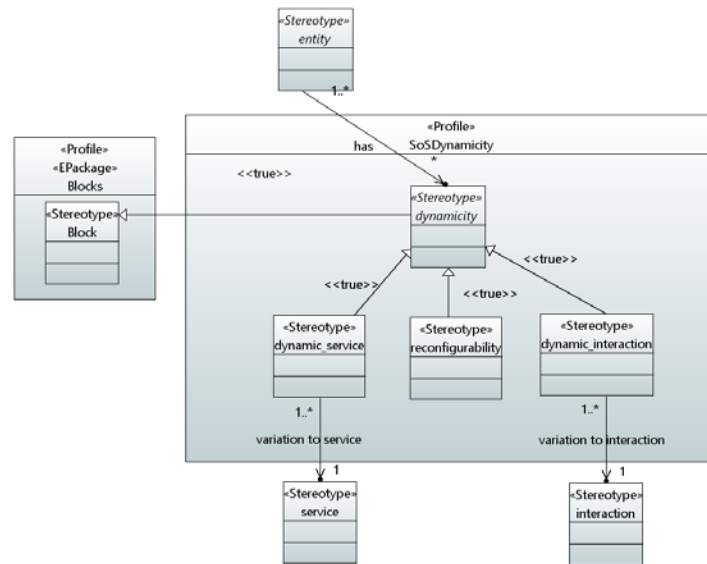 «Stereotype»
entity
1..*
«Profile»
SoSDynamicity
has
*
«Profile»
«EPackage»
Blocks
<<true>>
«Stereotype»
Block
«Stereotype»
dynamicity
<<true>>
<<true>>
<<true>>
«Stereotype»
dynamic_service
«Stereotype»
reconfigurability
«Stereotype»
dynamic_interaction
1..*
1..*
variation to service
variation to interaction
1
1
«Stereotype»
service
«Stereotype»
interaction